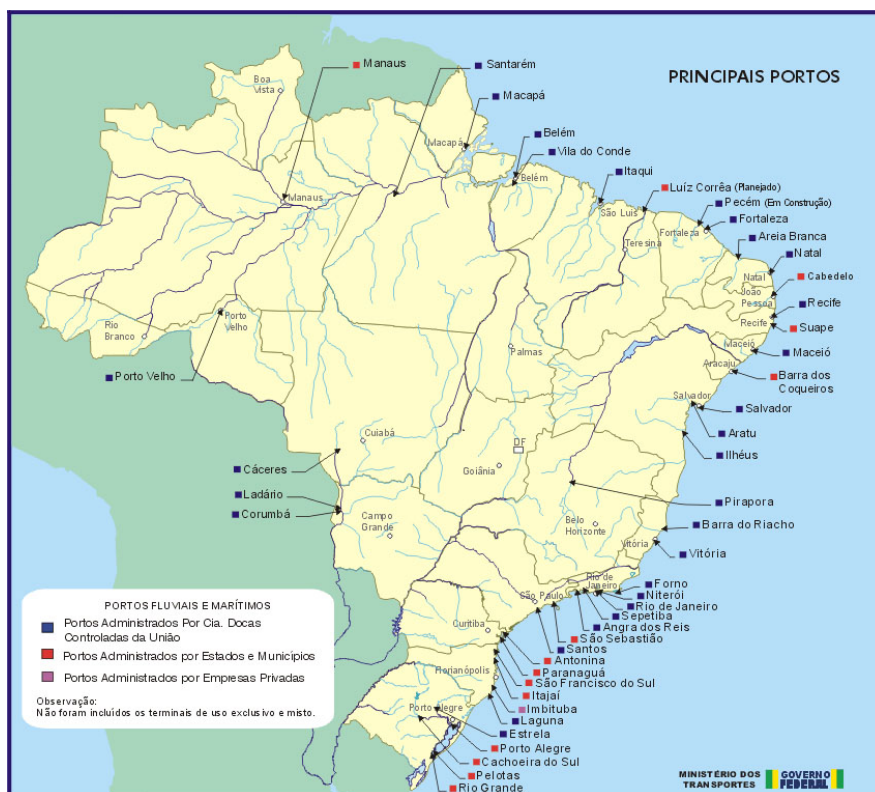 PRINCIPAIS PORTOS
Manaus
Santarém
Macapá
Belém
Vila do Conde
Itaqui
Luíz Corrêa (Planejado)
Pecém (Em Construção)
Fortaleza
Areia Branca
Natal
Cabedelo
Recife
Suape
Maceió
Barra dos
Coqueiros
Salvador
Aratu
Ilhéus
Pirapora
Barra do Riacho
Vitória
Forno
Niterói
Rio de Janeiro
Sepetiba
Angra dos Reis
São Sebastião
Santos
Antonina
Paranaguá
São Francisco do Sul
Itajaí
Imbituba
Laguna
Estrela
Porto Alegre
Cachoeira do Sul
Pelotas
Rio Grande
Porto Velho
Cáceres
Ladário
Corumbá
Boa
Vista
Macapá
Manaus
Belém
São Luis
Teresina
Fortaleza
Natal
João
Pessoa
Recife
Maceió
Aracaju
Salvador
Palmas
Porto
Velho
Rio
Branco
Cuiabá
DF
Goiânia
Campo
Grande
Belo
Horizonte
Vitória
Rio de
Janeiro
São Paulo
Curitiba
Florianópolis
Porto Alegre
PORTOS FLUVIAIS E MARÍTIMOS
Portos Administrados Por Cia. Docas
Controladas da União
Portos Administrados por Estados e Municípios
Portos Administrados por Empresas Privadas
Observação:
Não foram incluídos os terminais de uso exclusivo e misto.
MINISTÉRIO DOS
TRANSPORTES
GOVERNO
FEDERAL